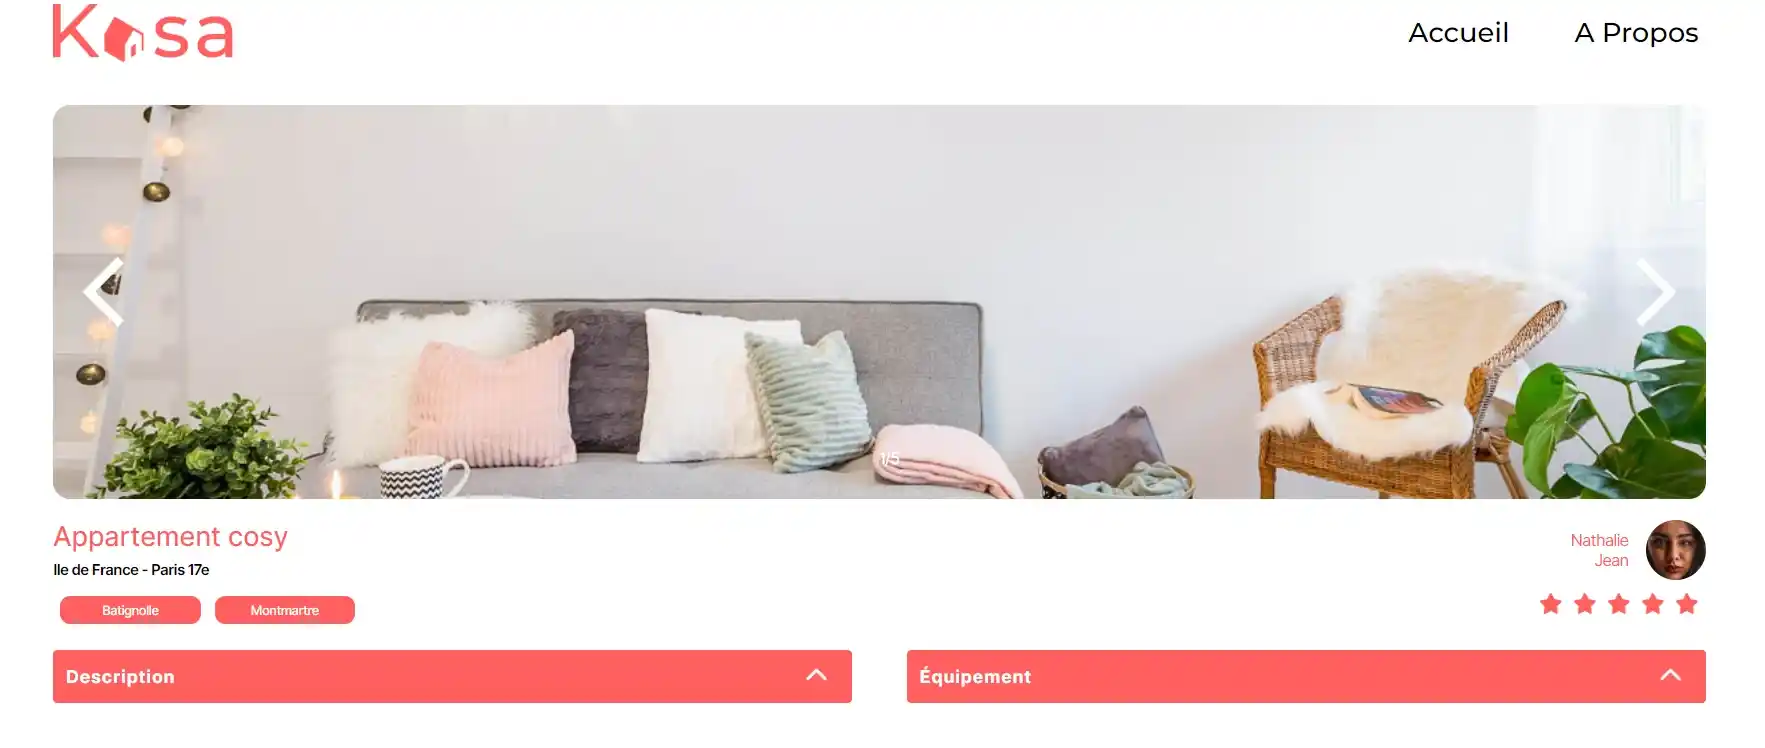 Kasa
Accueil
A Propos
1/5
Appartement cosy
Ile de France - Paris 17e
Batignolle
Montmartre
Nathalie
Jean
Description
Équipement